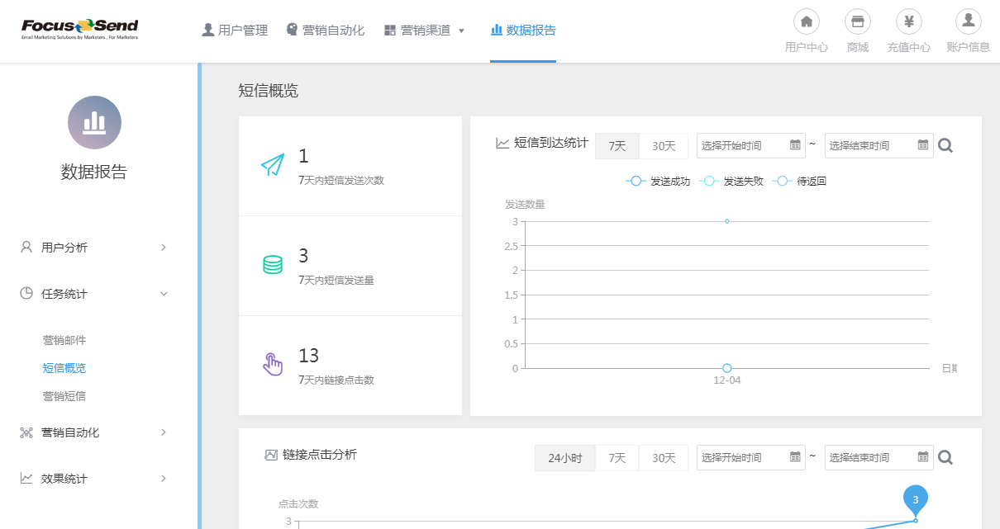 FocusSend
Email Marketing Solutions by Marketers , For Marketers
用户管理
营销自动化
营销渠道
数据报告
用户中心
商城
¥
充值中心
账户信息
数据报告
用户分析
任务统计
营销邮件
短信概览
营销短信
营销自动化
效果统计
短信概览
1
7天内短信发送次数
3
7天内短信发送量
13
7天内链接点击数
短信到达统计
7天
30天
选择开始时间
~
选择结束时间
发送成功
发送失败
待返回
发送数量
3
2.5
2
1.5
1
0.5
0
12-04
日期
链接点击分析
24小时
7天
30天
选择开始时间
~
选择结束时间
点击次数
3
3